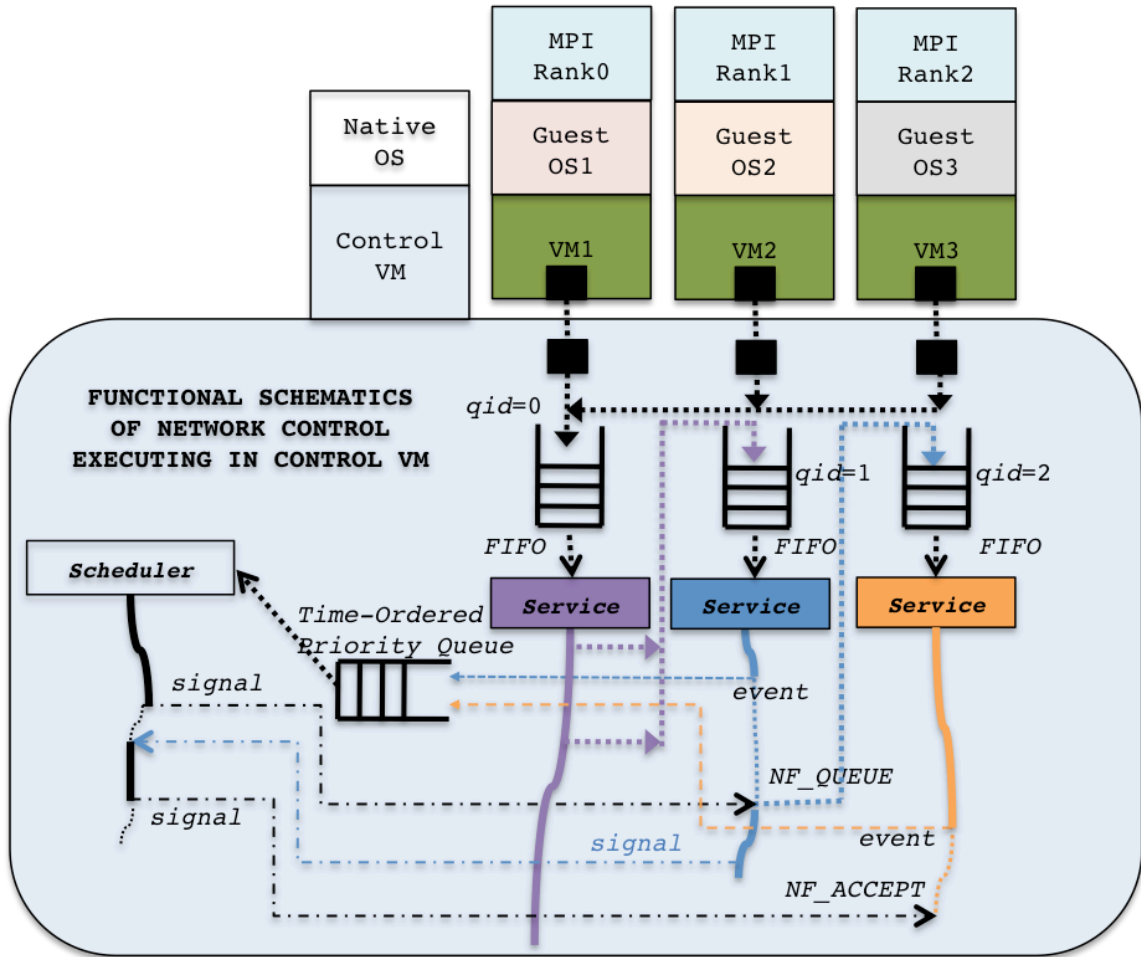 MPI
Rank0
MPI
Rank1
MPI
Rank2
Native
OS
Guest
OS1
Guest
OS2
Guest
OS3
Control
VM
VM1
VM2
VM3
FUNCTIONAL SCHEMATICS
OF NETWORK CONTROL
EXECUTING IN CONTROL VM
qid=0
qid=1
qid=2
FIFO
FIFO
FIFO
Scheduler
Service
Service
Service
Time-Ordered
Priority Queue
signal
event
NF_QUEUE
signal
signal
event
NF_ACCEPT